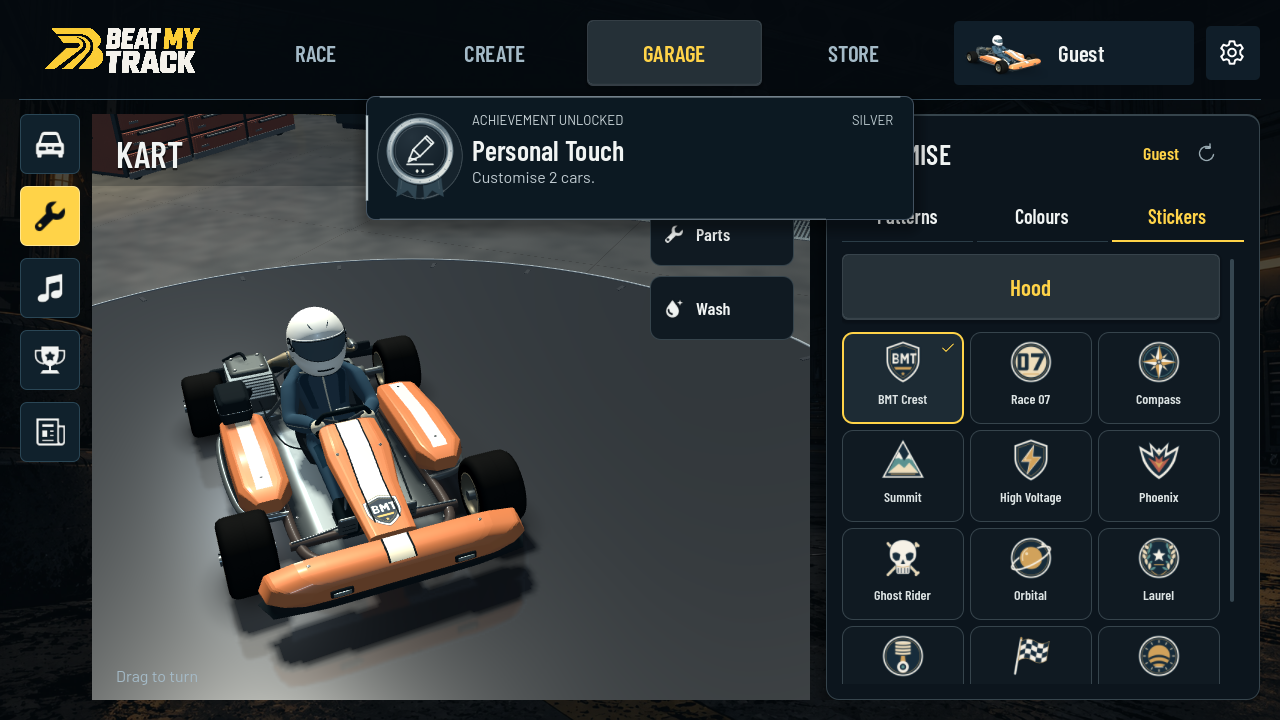 BEAT MY TRACK
RACE
CREATE
GARAGE
STORE
Guest
ACHIEVEMENT UNLOCKED
SILVER
Personal Touch
Customise 2 cars.
KART
Guest
Colours
Stickers
Parts
Wash
Hood
BMT
BMT Crest
07
Race 07
Compass
Summit
High Voltage
Phoenix
Ghost Rider
Orbital
Laurel
BMT
Drag to turn